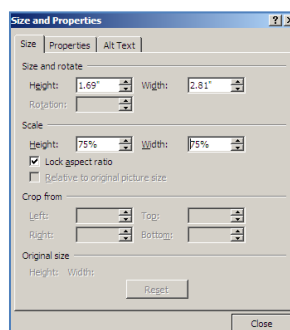 Size and Properties
Size Properties Alt Text
Size and rotate
Height: 1.69" Width: 2.81"
Rotation:
Scale
Height: 75% Width: 75%
Lock aspect ratio
Relative to original picture size
Crop from
Left: Top:
Right: Bottom:
Original size
Height: Width:
Reset
Close